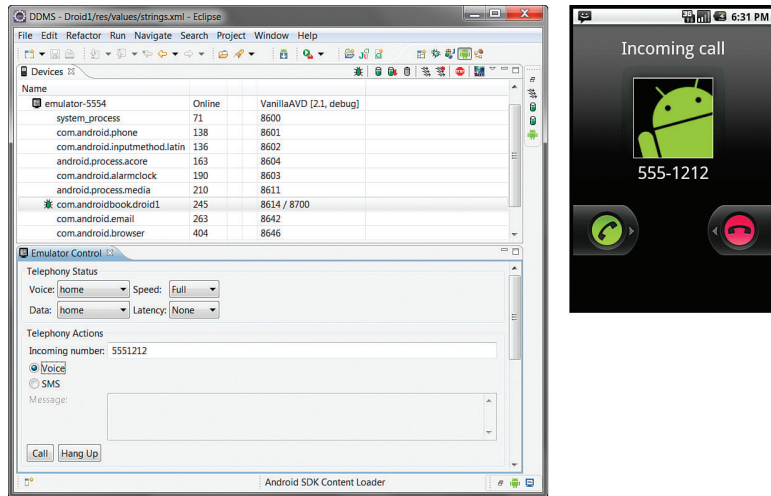 DDMS - Droid1/res/values/strings.xml - Eclipse
File Edit Refactor Run Navigate Search Project Window Help
Devices
Name
emulator-5554 Online VanillaAVD [2.1, debug]
system_process 71 8600
com.android.phone 138 8601
com.android.inputmethod.latin 136 8602
android.process.acore 163 8604
com.android.alarmclock 190 8603
android.process.media 210 8611
com.androidbook.droid1 245 8614 / 8700
com.android.email 263 8642
com.android.browser 404 8646
Emulator Control
Telephony Status
Voice: home Speed: Full
Data: home Latency: None
Telephony Actions
Incoming number: 5551212
Voice
SMS
Message:
Call Hang Up
Android SDK Content Loader
6:31 PM
Incoming call
555-1212